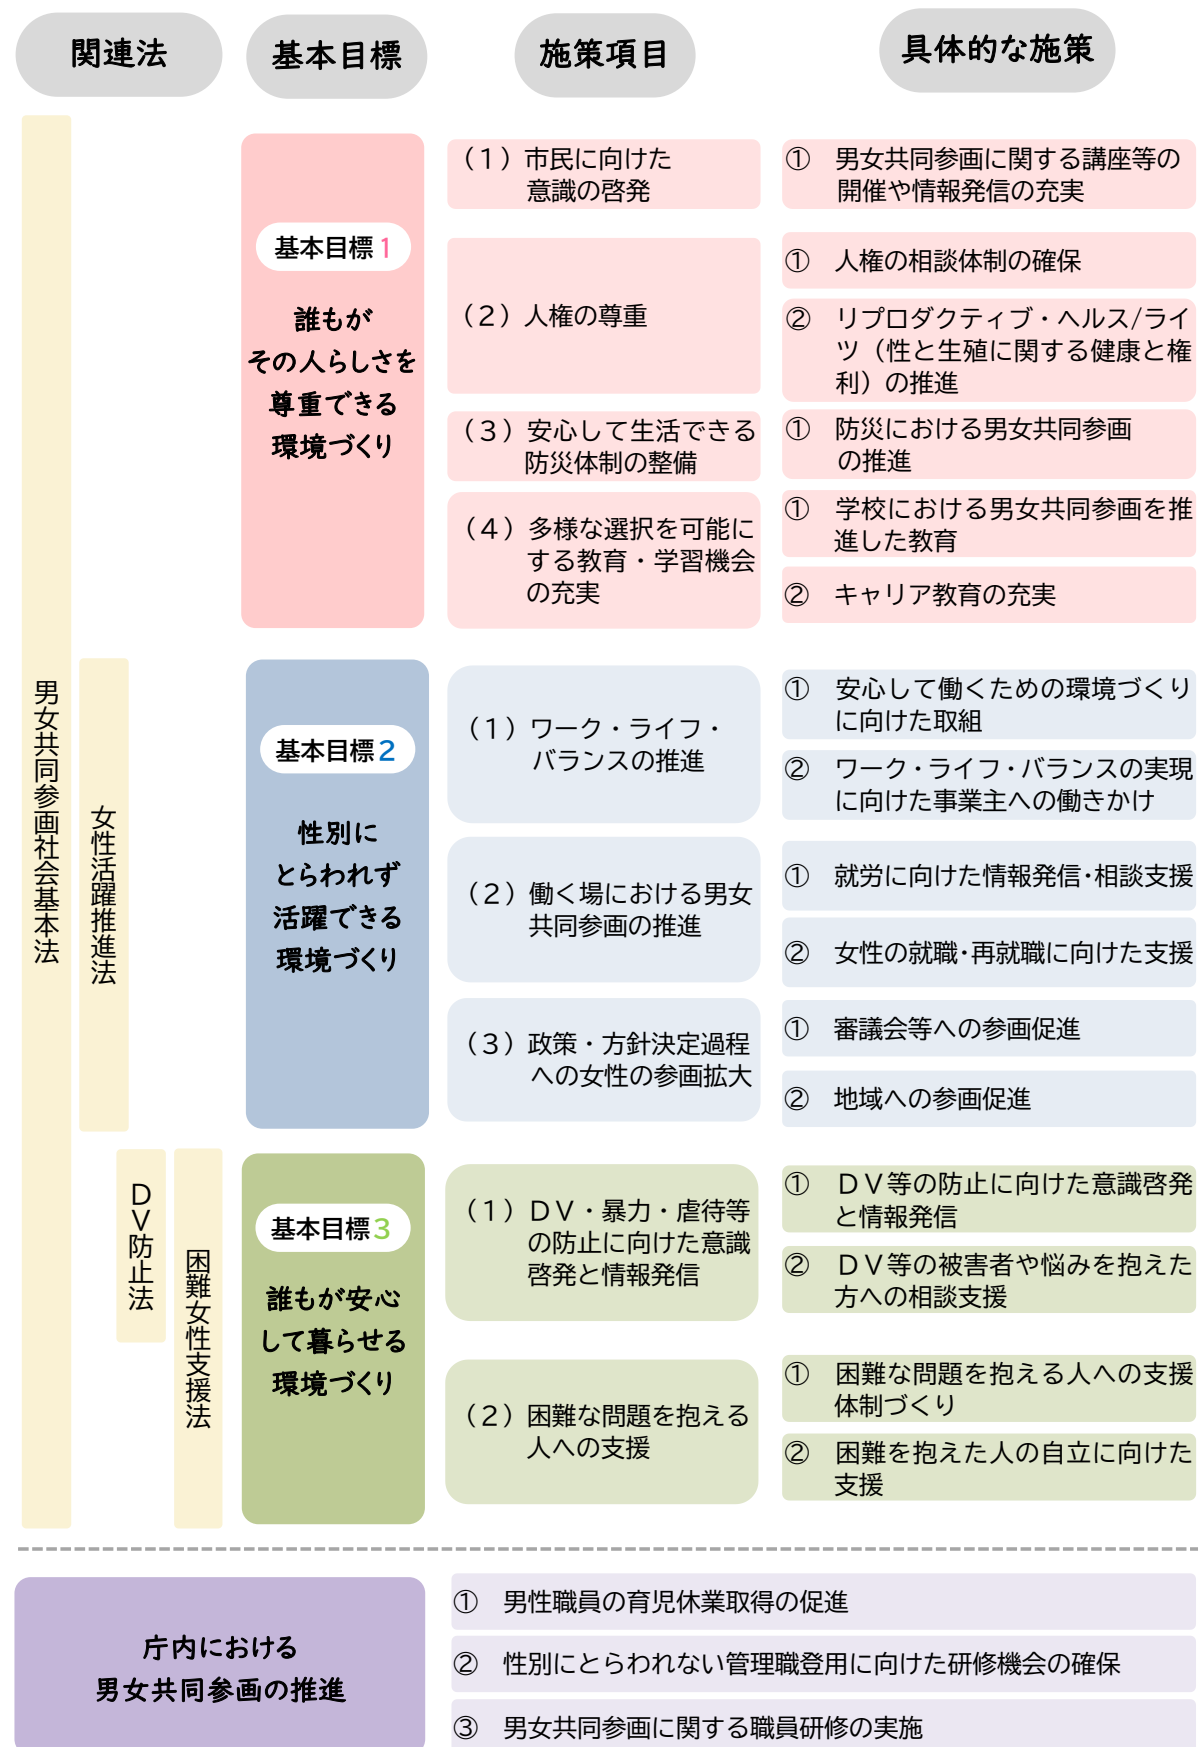 関連法
基本目標
施策項目
具体的な施策
男女共同参画社会基本法
女性活躍推進法
DV防止法
困難女性支援法
基本目標1
誰もが
その人らしさを
尊重できる
環境づくり
(1)市民に向けた
意識の啓発
① 男女共同参画に関する講座等の
開催や情報発信の充実
(2)人権の尊重
① 人権の相談体制の確保
② リプロダクティブ・ヘルス/ライ
ツ(性と生殖に関する健康と権
利)の推進
(3)安心して生活できる
防災体制の整備
① 防災における男女共同参画
の推進
(4)多様な選択を可能に
する教育・学習機会
の充実
① 学校における男女共同参画を推
進した教育
② キャリア教育の充実
基本目標2
性別に
とらわれず
活躍できる
環境づくり
(1)ワーク・ライフ・
バランスの推進
① 安心して働くための環境づくり
に向けた取組
② ワーク・ライフ・バランスの実現
に向けた事業主への働きかけ
(2)働く場における男女
共同参画の推進
① 就労に向けた情報発信・相談支援
② 女性の就職・再就職に向けた支援
(3)政策・方針決定過程
への女性の参画拡大
① 審議会等への参画促進
② 地域への参画促進
基本目標3
誰もが安心
して暮らせる
環境づくり
(1)DV・暴力・虐待等
の防止に向けた意識
啓発と情報発信
① DV等の防止に向けた意識啓発
と情報発信
② DV等の被害者や悩みを抱えた
方への相談支援
(2)困難な問題を抱える
人への支援
① 困難な問題を抱える人への支援
体制づくり
② 困難を抱えた人の自立に向けた
支援
庁内における
男女共同参画の推進
① 男性職員の育児休業取得の促進
② 性別にとらわれない管理職登用に向けた研修機会の確保
③ 男女共同参画に関する職員研修の実施